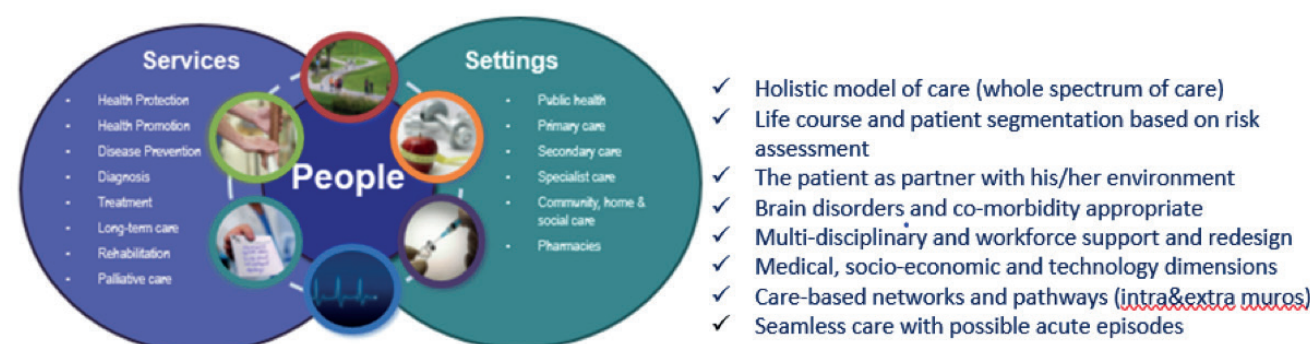 Services
Health Protection
Health Promotion
Disease Prevention
Diagnosis
Treatment
Long-term care
Rehabilitation
Palliative care
People
Settings
Public health
Primary care
Secondary care
Specialist care
Community, home &
social care
Pharmacies
✓ Holistic model of care (whole spectrum of care)
✓ Life course and patient segmentation based on risk
assessment
✓ The patient as partner with his/her environment
✓ Brain disorders and co-morbidity appropriate
✓ Multi-disciplinary and workforce support and redesign
✓ Medical, socio-economic and technology dimensions
✓ Care-based networks and pathways (intra&extra muros)
✓ Seamless care with possible acute episodes